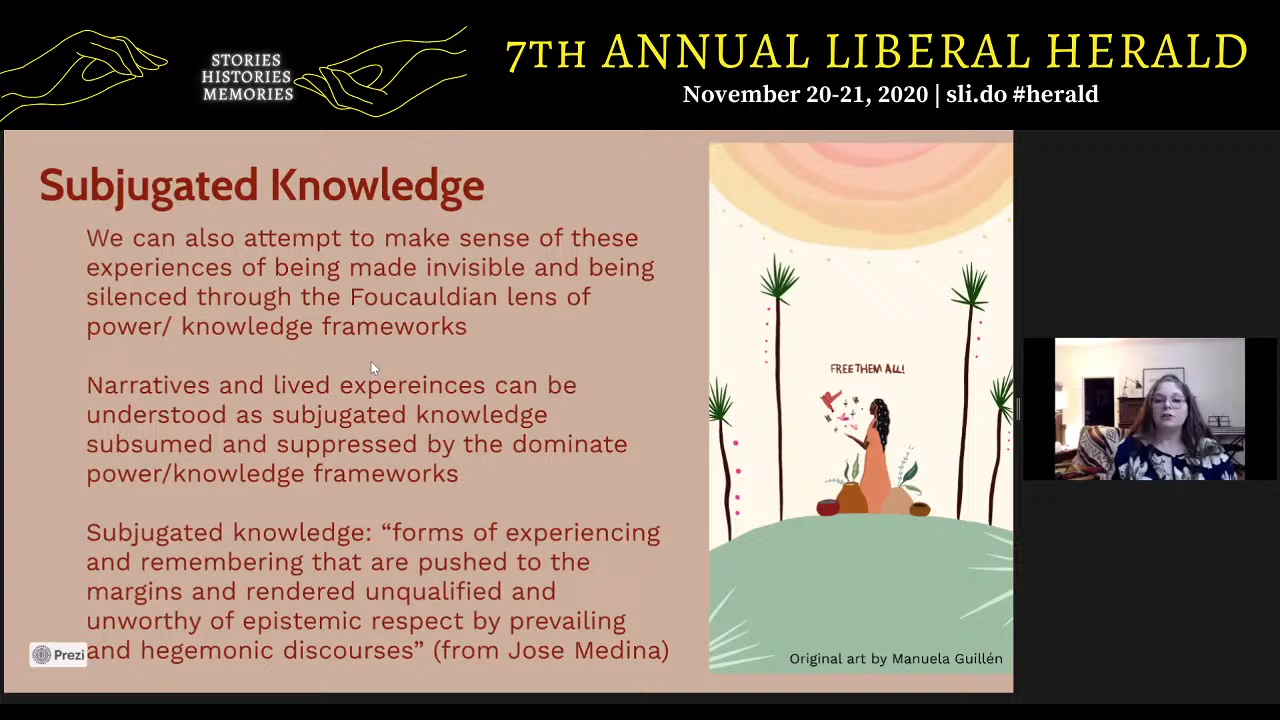 STORIES
HISTORIES
MEMORIES
7TH ANNUAL LIBERAL HERALD
November 20-21, 2020 | sli.do #herald
Subjugated Knowledge
We can also attempt to make sense of these
experiences of being made invisible and being
silenced through the Foucauldian lens of
power/ knowledge frameworks
Narratives and lived expereinces can be
understood as subjugated knowledge
subsumed and suppressed by the dominate
power/knowledge frameworks
Subjugated knowledge: “forms of experiencing
and remembering that are pushed to the
margins and rendered unqualified and
unworthy of epistemic respect by prevailing
and hegemonic discourses” (from Jose Medina)
Prezi
FREE THEM ALL!
Original art by Manuela Guillén